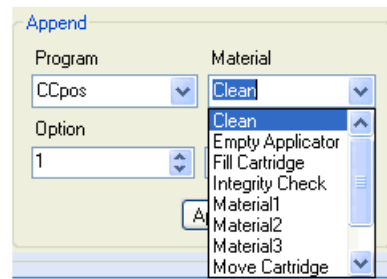 Append
Program Material
CCpos Clean
Option
1
Clean
Empty Applicator
Fill Cartridge
Integrity Check
Material1
Material2
Material3
Move Cartridge